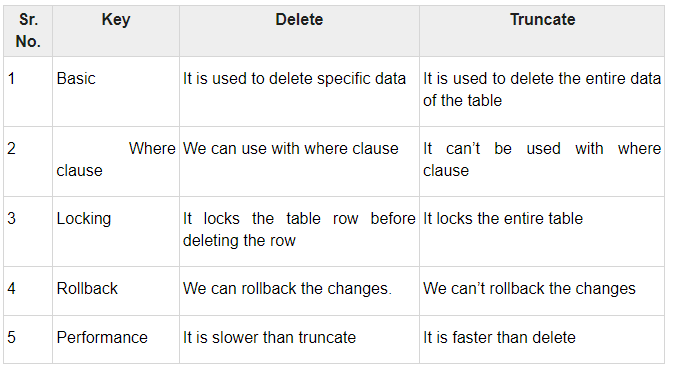 Sr. No. Key Delete Truncate
1 Basic It is used to delete specific data It is used to delete the entire data
of the table
2 Where We can use with where clause It can’t be used with where
clause clause
3 Locking It locks the table row before It locks the entire table
deleting the row
4 Rollback We can rollback the changes. We can’t rollback the changes
5 Performance It is slower than truncate It is faster than delete